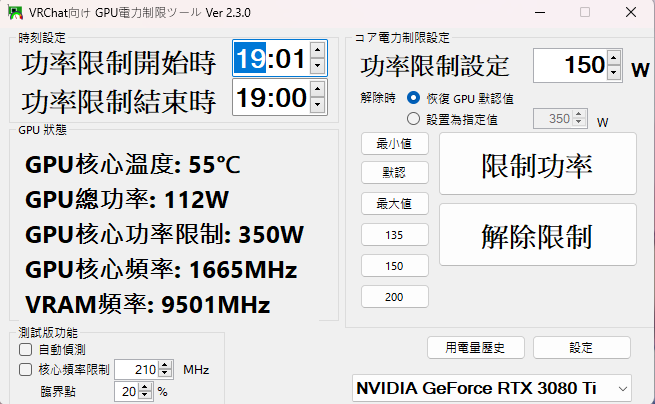 VRChat向け GPU電力制限ツール Ver 2.3.0
時刻設定
功率限制開始時 19:01
功率限制結束時 19:00
GPU 狀態
GPU核心溫度: 55℃
GPU總功率: 112W
GPU核心功率限制: 350W
GPU核心頻率: 1665MHz
VRAM頻率: 9501MHz
測試版功能
自動偵測
核心頻率限制 210 MHz
臨界點 20 %
コア電力制限設定
功率限制設定 150 W
解除時 恢復 GPU 默認值
設置為指定值 350 W
最小值
默認
最大值
135
150
200
限制功率
解除限制
用電量歷史 設定
NVIDIA GeForce RTX 3080 Ti